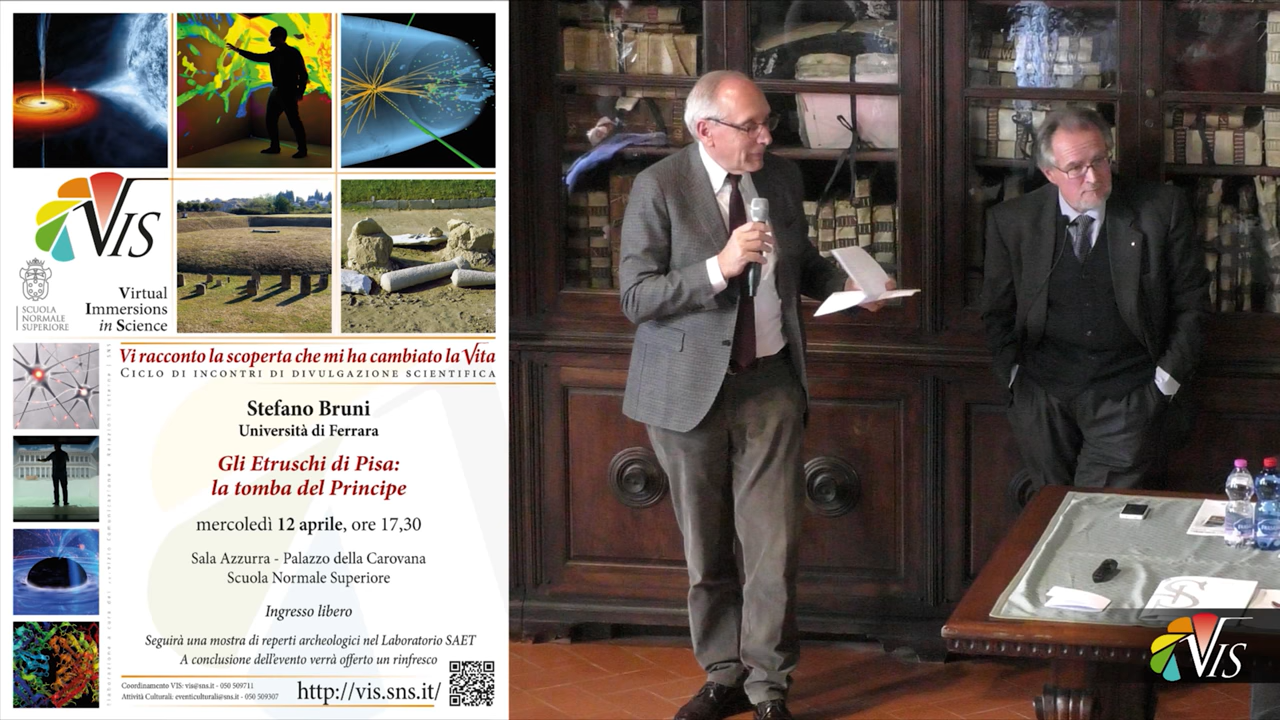 VIS
SCUOLA
NORMALE
SUPERIORE
Virtual
Immersions
in Science
Vi racconto la scoperta che mi ha cambiato la Vita
CICLO DI INCONTRI DI DIVULGAZIONE SCIENTIFICA
Stefano Bruni
Università di Ferrara
Gli Etruschi di Pisa:
la tomba del Principe
mercoledì 12 aprile, ore 17,30
Sala Azzurra - Palazzo della Carovana
Scuola Normale Superiore
Ingresso libero
Seguirà una mostra di reperti archeologici nel Laboratorio SAET
A conclusione dell'evento verrà offerto un rinfresco
Coordinamento VIS: vis@sns.it - 050 509711
Attività Culturali: eventiculturali@sns.it - 050 509307
http://vis.sns.it/
VIS